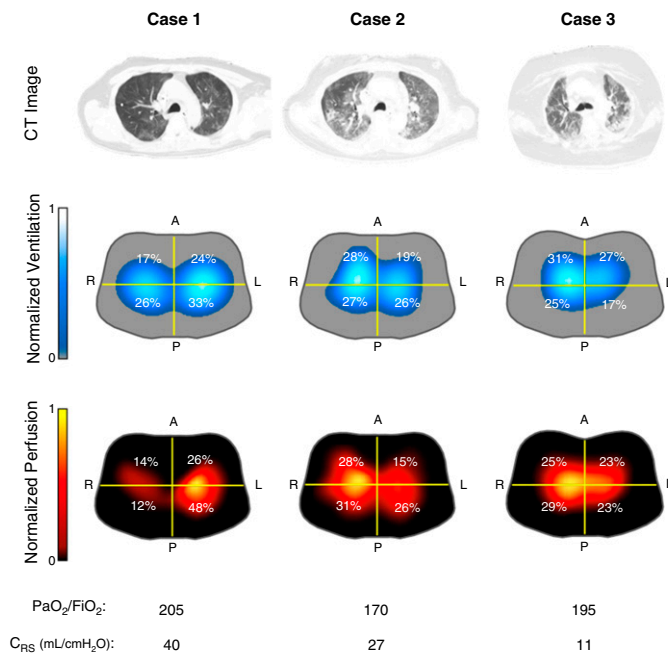 Case 1 Case 2 Case 3
CT Image
Normalized Ventilation
1
0
A A A
17% 24% 28% 19% 31% 27%
R L
26% 33% 27% 26% 25% 17%
P P P
Normalized Perfusion
1
0
A A A
14% 26% 28% 15% 25% 23%
R L
12% 48% 31% 26% 29% 23%
P P P
PaO2/FiO2: 205 170 195
CRS (mL/cmH2O): 40 27 11